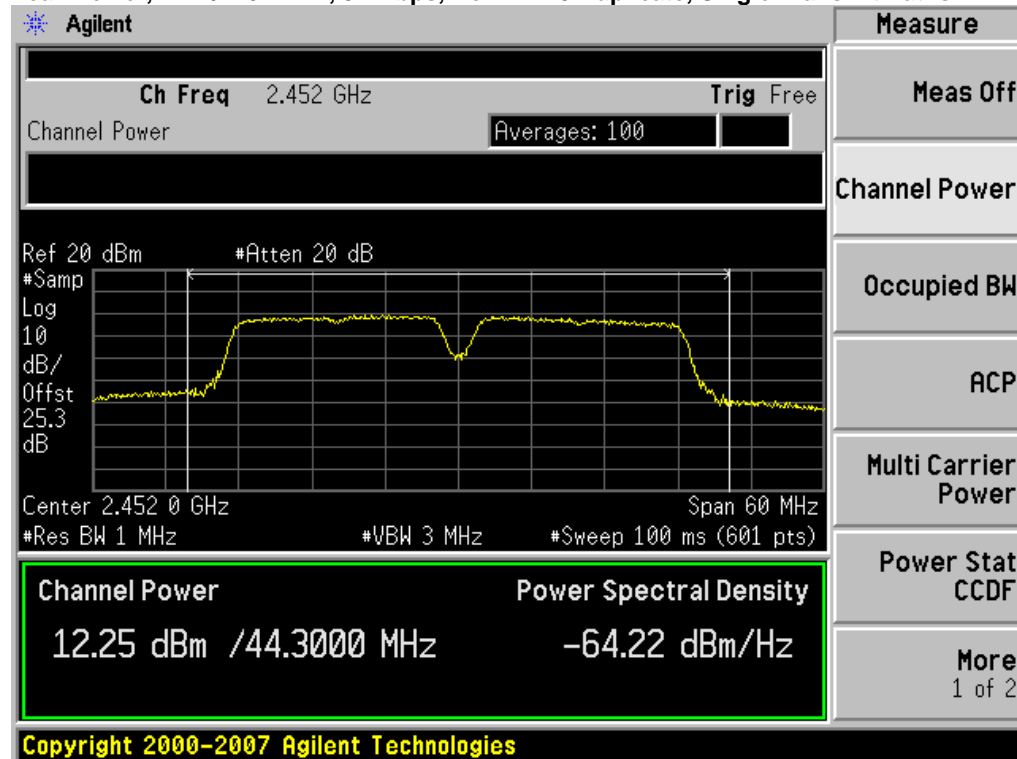 Agilent
Measure
Ch Freq 2.452 GHz Trig Free
Channel Power Averages: 100
Ref 20 dBm #Atten 20 dB
#Samp
Log
10
dB/
Offst
25.3
dB
Center 2.452 0 GHz Span 60 MHz
#Res BW 1 MHz #VBW 3 MHz #Sweep 100 ms (601 pts)
Channel Power Power Spectral Density
12.25 dBm /44.3000 MHz -64.22 dBm/Hz
Meas Off
Channel Power
Occupied BW
ACP
Multi Carrier
Power
Power Stat
CCDF
More
1 of 2
Copyright 2000-2007 Agilent Technologies